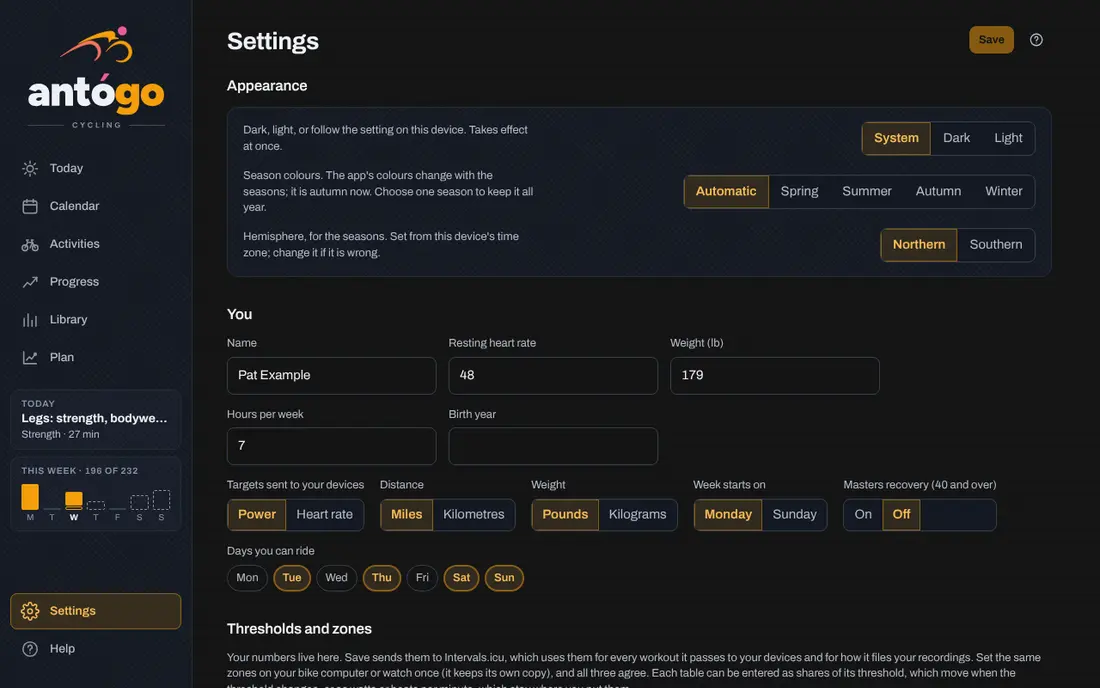 antógo
CYCLING
Today
Calendar
Activities
Progress
Library
Plan
TODAY
Legs: strength, bodywe...
Strength · 27 min
THIS WEEK · 196 OF 232
M T W T F S S
Settings
Help
Settings
Save
Appearance
Dark, light, or follow the setting on this device. Takes effect
at once.
System Dark Light
Season colours. The app's colours change with the
seasons; it is autumn now. Choose one season to keep it all
year.
Automatic Spring Summer Autumn Winter
Hemisphere, for the seasons. Set from this device's time
zone; change it if it is wrong.
Northern Southern
You
Name Resting heart rate Weight (lb)
Pat Example 48 179
Hours per week Birth year
7
Targets sent to your devices Distance Weight Week starts on Masters recovery (40 and over)
Power Heart rate Miles Kilometres Pounds Kilograms Monday Sunday On Off
Days you can ride
Mon Tue Wed Thu Fri Sat Sun
Thresholds and zones
Your numbers live here. Save sends them to Intervals.icu, which uses them for every workout it passes to your devices and for how it files your recordings. Set the same
zones on your bike computer or watch once (it keeps its own copy), and all three agree. Each table can be entered as shares of its threshold, which move when the